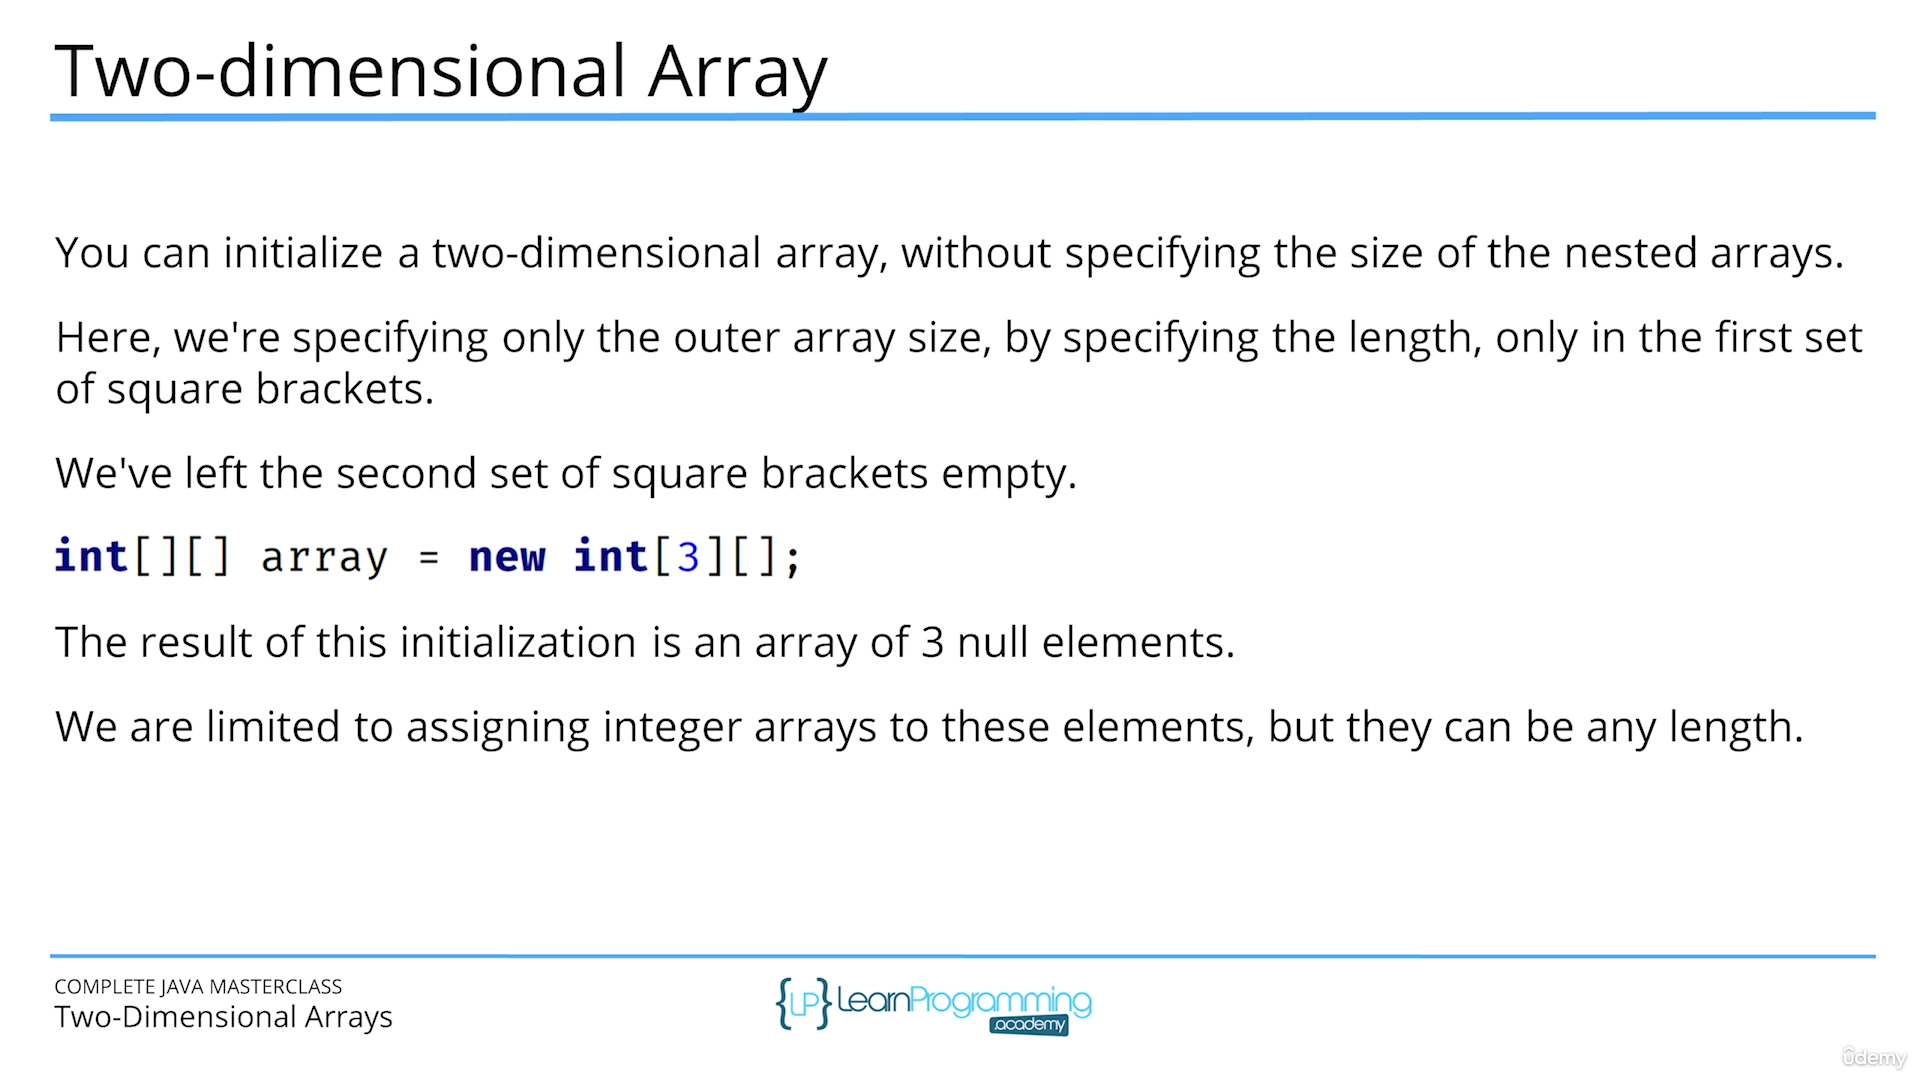 Two-dimensional Array
You can initialize a two-dimensional array, without specifying the size of the nested arrays.
Here, we're specifying only the outer array size, by specifying the length, only in the first set
of square brackets.
We've left the second set of square brackets empty.
int[][] array = new int[3][];
The result of this initialization is an array of 3 null elements.
We are limited to assigning integer arrays to these elements, but they can be any length.
COMPLETE JAVA MASTERCLASS
Two-Dimensional Arrays
{LP} LearnProgramming
.academy
ûdemy